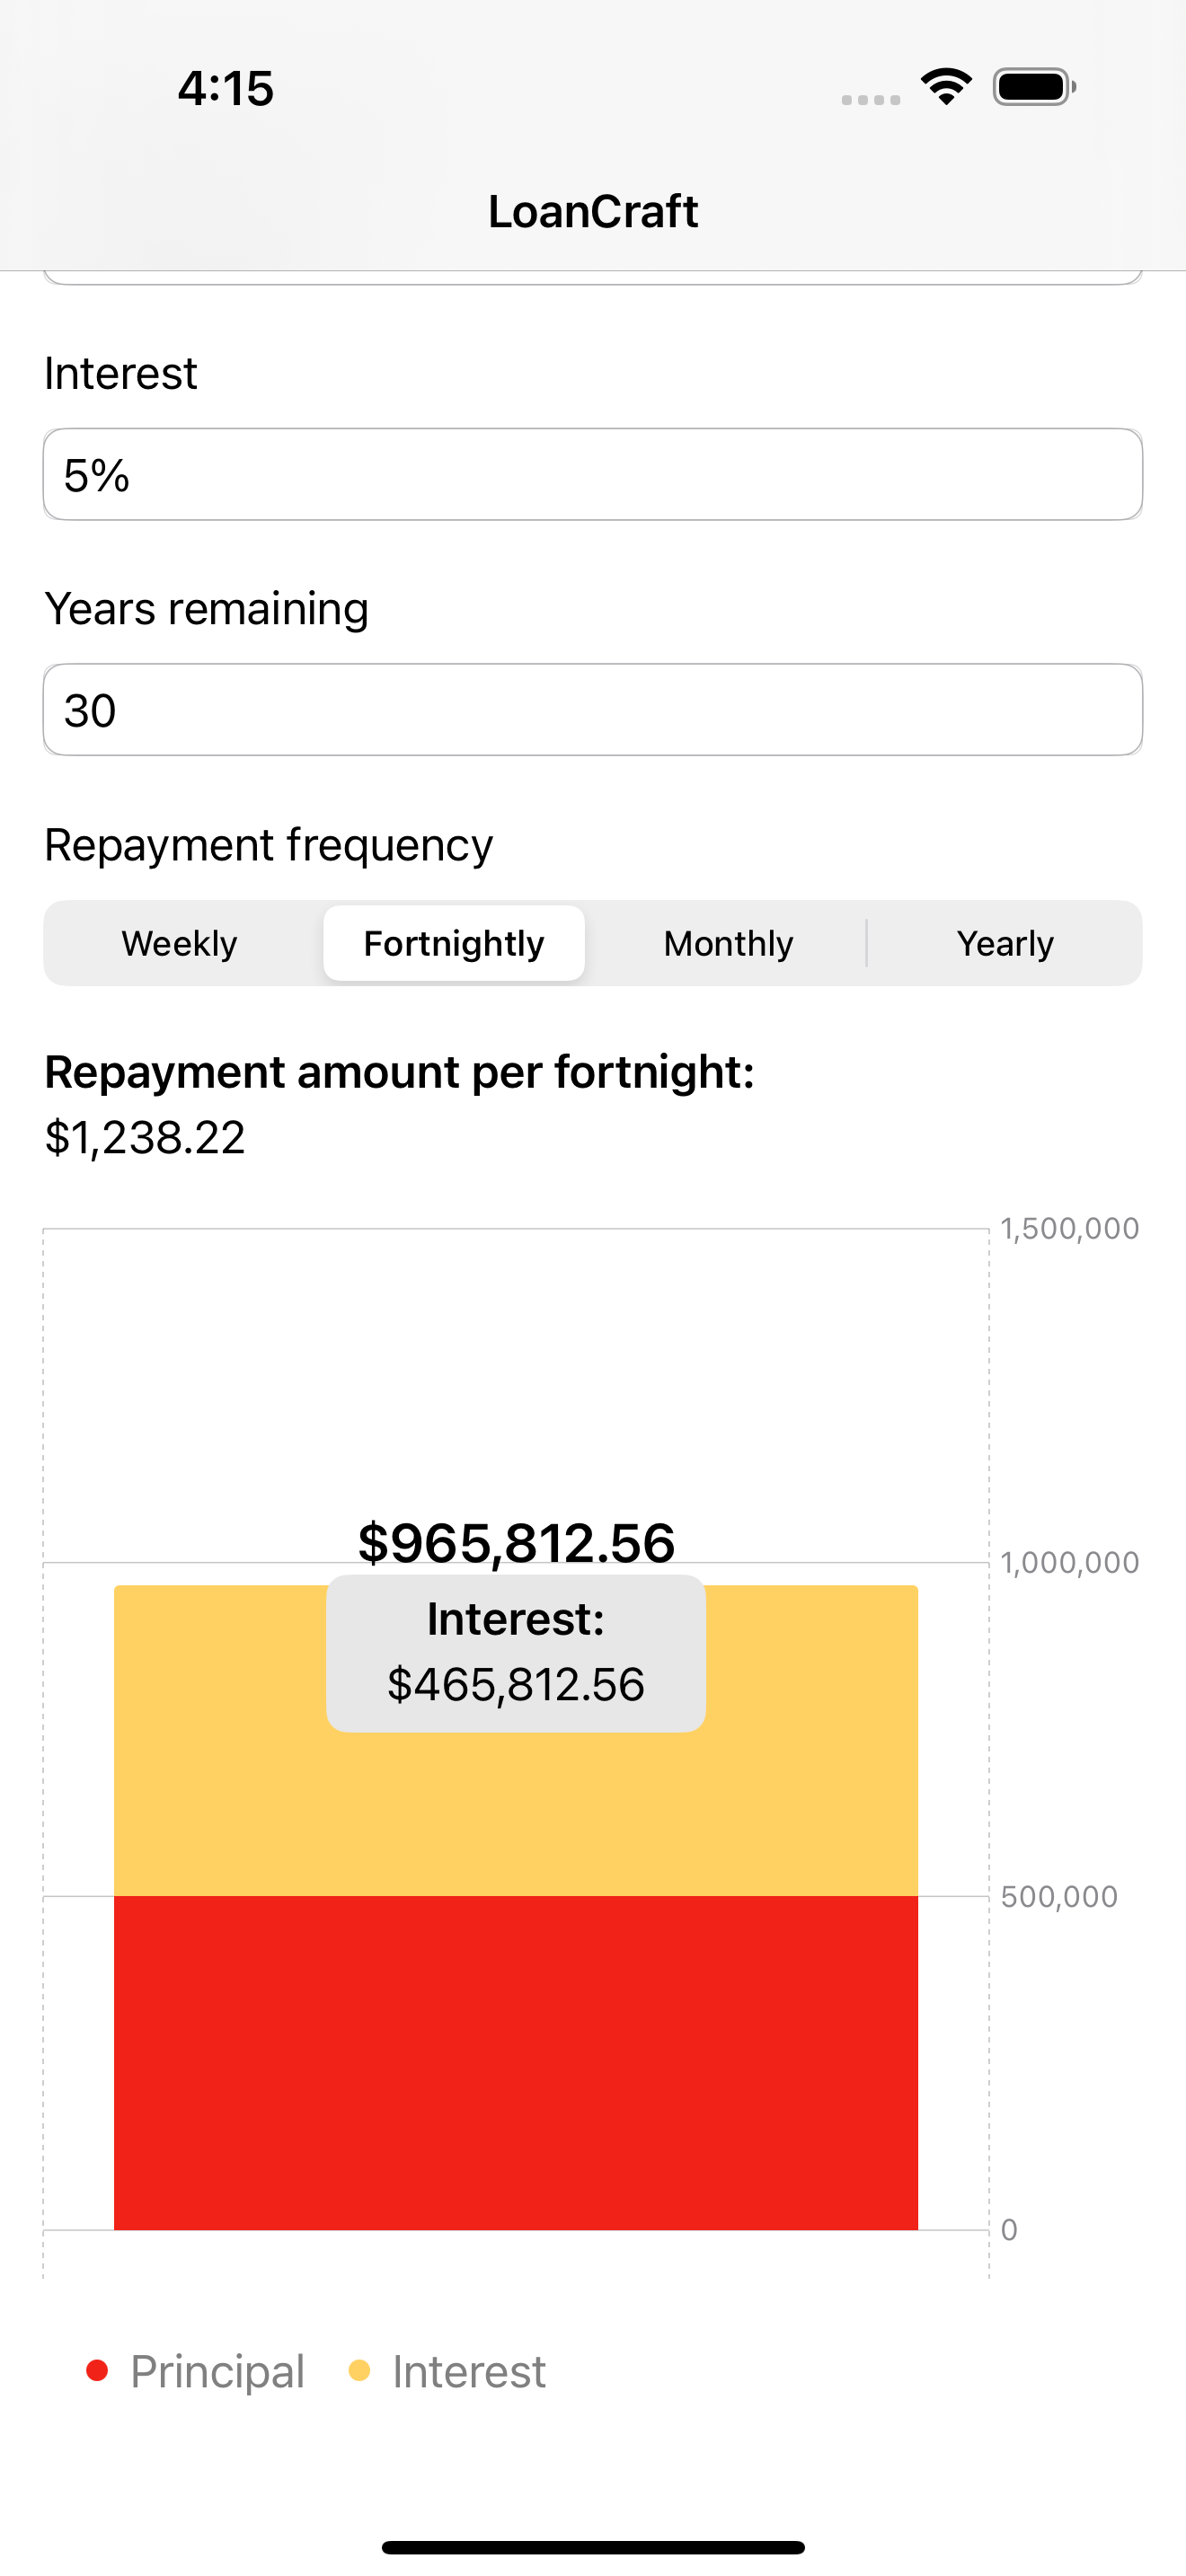 4:15
LoanCraft
Interest
5%
Years remaining
30
Repayment frequency
Weekly Fortnightly Monthly Yearly
Repayment amount per fortnight:
$1,238.22
1,500,000
$965,812.56
1,000,000
Interest:
$465,812.56
500,000
0
Principal Interest